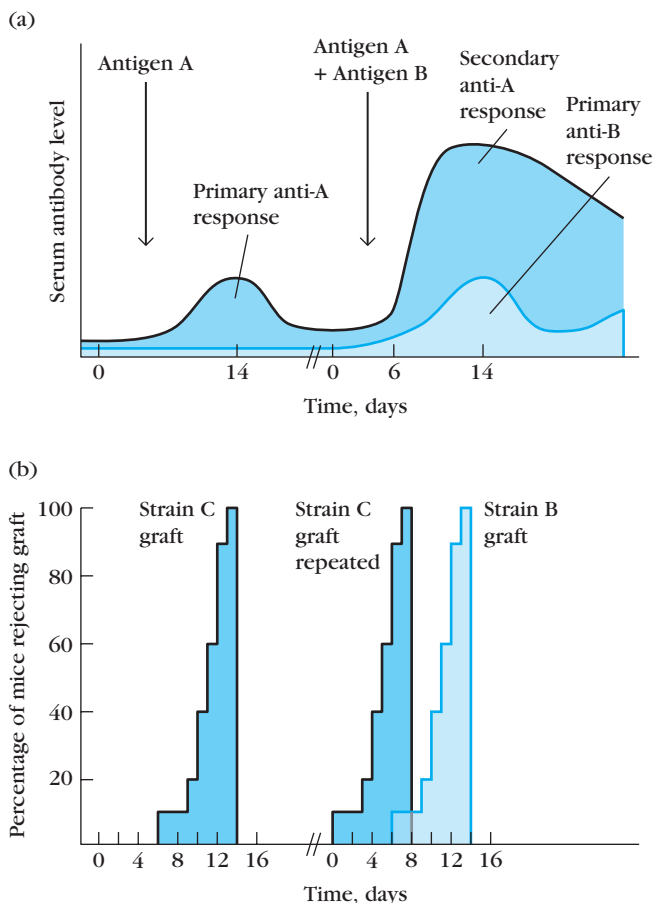 (a)
Serum antibody level
Antigen A
Primary anti-A
response
Antigen A
+ Antigen B
Secondary
anti-A
response
Primary
anti-B
response
0 14 0 6 14
Time, days
(b)
Percentage of mice rejecting graft
100
80
60
40
20
Strain C
graft
Strain C
graft
repeated
Strain B
graft
0 4 8 12 16 0 4 8 12 16
Time, days